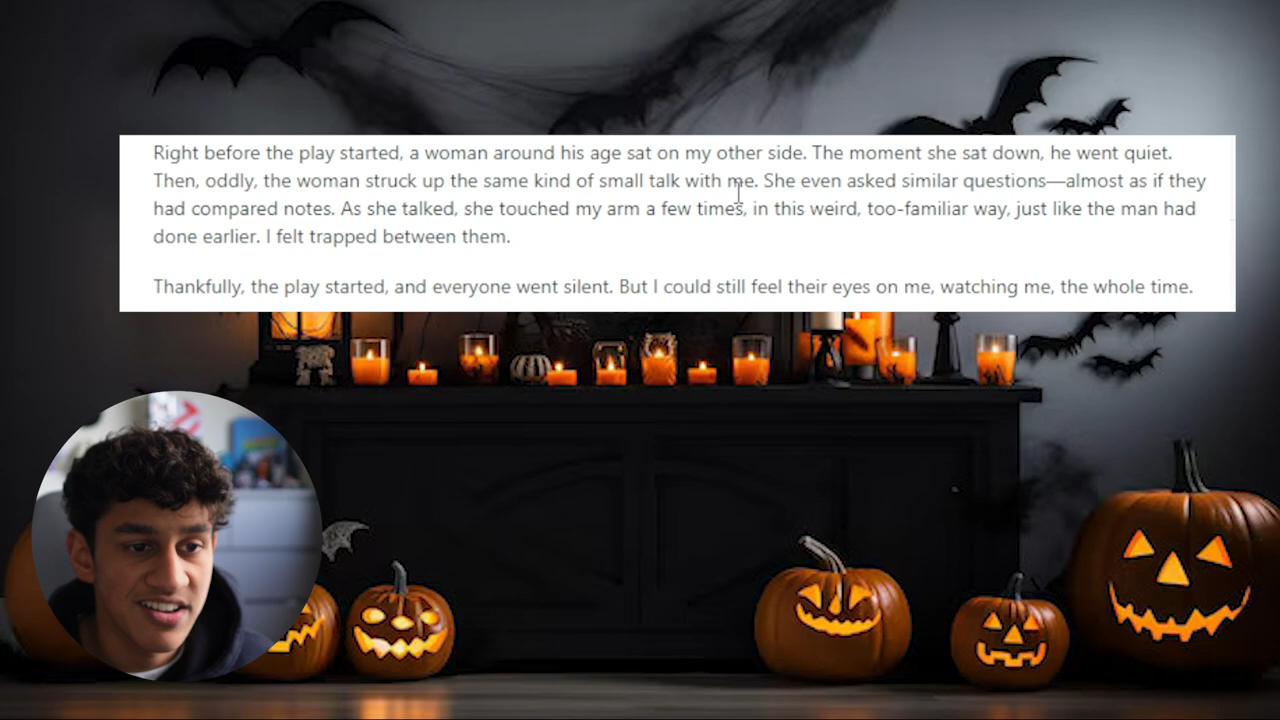 Right before the play started, a woman around his age sat on my other side. The moment she sat down, he went quiet.
Then, oddly, the woman struck up the same kind of small talk with me. She even asked similar questions—almost as if they
had compared notes. As she talked, she touched my arm a few times, in this weird, too-familiar way, just like the man had
done earlier. I felt trapped between them.
Thankfully, the play started, and everyone went silent. But I could still feel their eyes on me, watching me, the whole time.